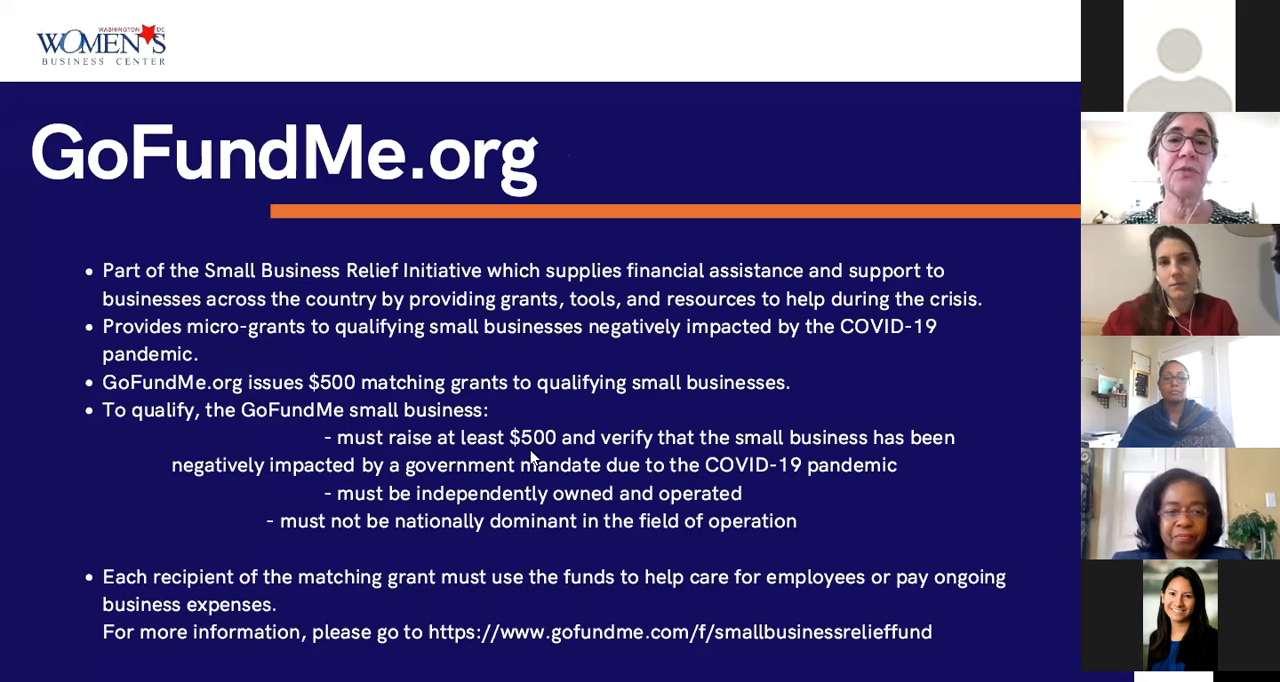 WASHINGTON DC
WOMEN'S
BUSINESS CENTER
GoFundMe.org
• Part of the Small Business Relief Initiative which supplies financial assistance and support to
businesses across the country by providing grants, tools, and resources to help during the crisis.
• Provides micro-grants to qualifying small businesses negatively impacted by the COVID-19
pandemic.
• GoFundMe.org issues $500 matching grants to qualifying small businesses.
• To qualify, the GoFundMe small business:
- must raise at least $500 and verify that the small business has been
negatively impacted by a government mandate due to the COVID-19 pandemic
- must be independently owned and operated
- must not be nationally dominant in the field of operation
• Each recipient of the matching grant must use the funds to help care for employees or pay ongoing
business expenses.
For more information, please go to https://www.gofundme.com/f/smallbusinessrelieffund